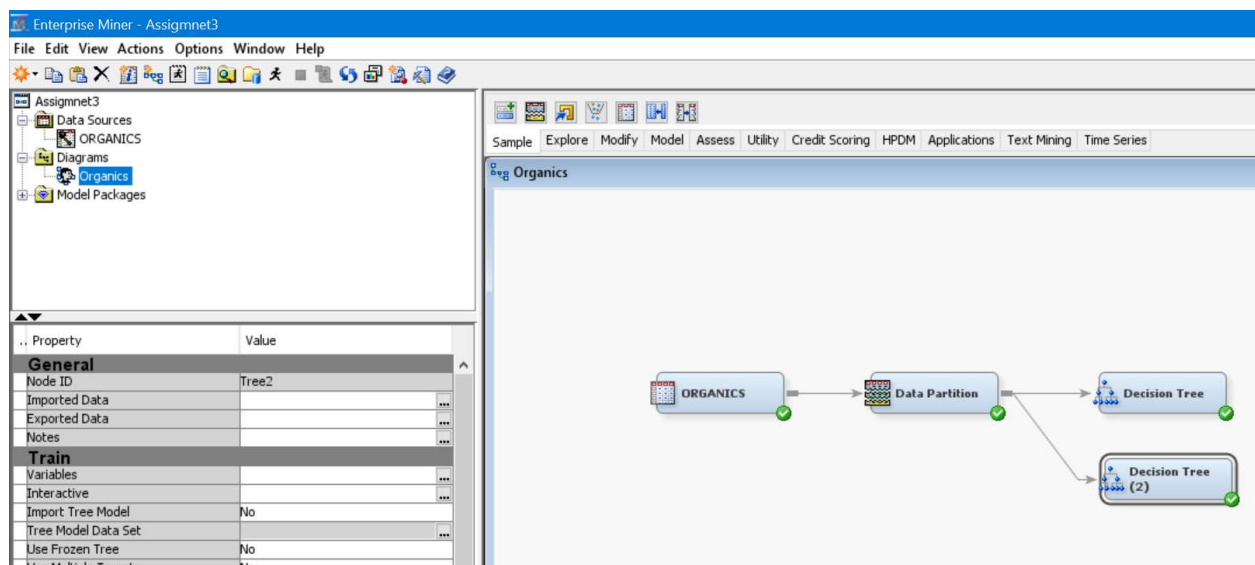 Enterprise Miner - Assigmnet3
File Edit View Actions Options Window Help
Assigmnet3
Data Sources
ORGANICS
Diagrams
Organics
Model Packages
.. Property Value
General
Node ID Tree2
Imported Data ...
Exported Data ...
Notes ...
Train
Variables ...
Interactive ...
Import Tree Model No
Tree Model Data Set ...
Use Frozen Tree No
Sample Explore Modify Model Assess Utility Credit Scoring HPDM Applications Text Mining Time Series
Organics
ORGANICS
Data Partition
Decision Tree
Decision Tree
(2)